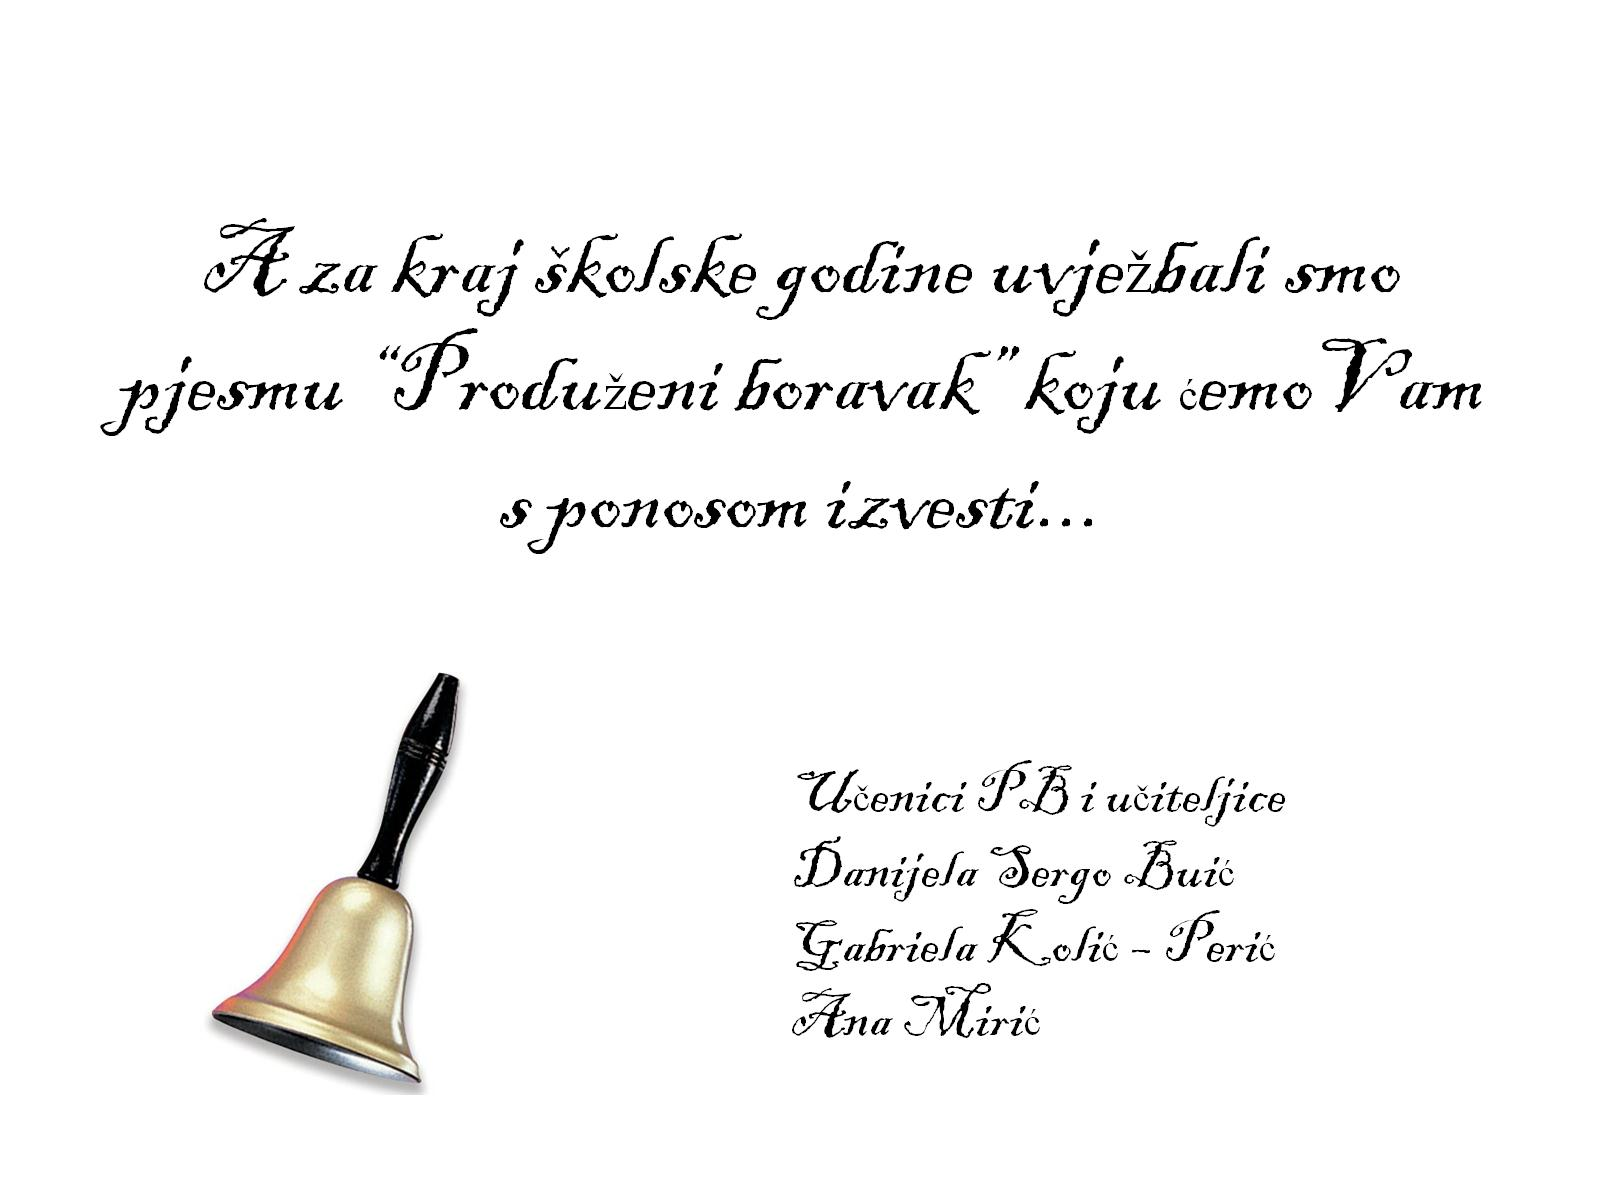 A za kraj školske godine uvježbali smo
pjesmu “Produženi boravak” koju ćemo Vam
s ponosom izvesti…
Učenici PB i učiteljice
Danijela Sergo Buić
Gabriela Kolić – Perić
Ana Mirić